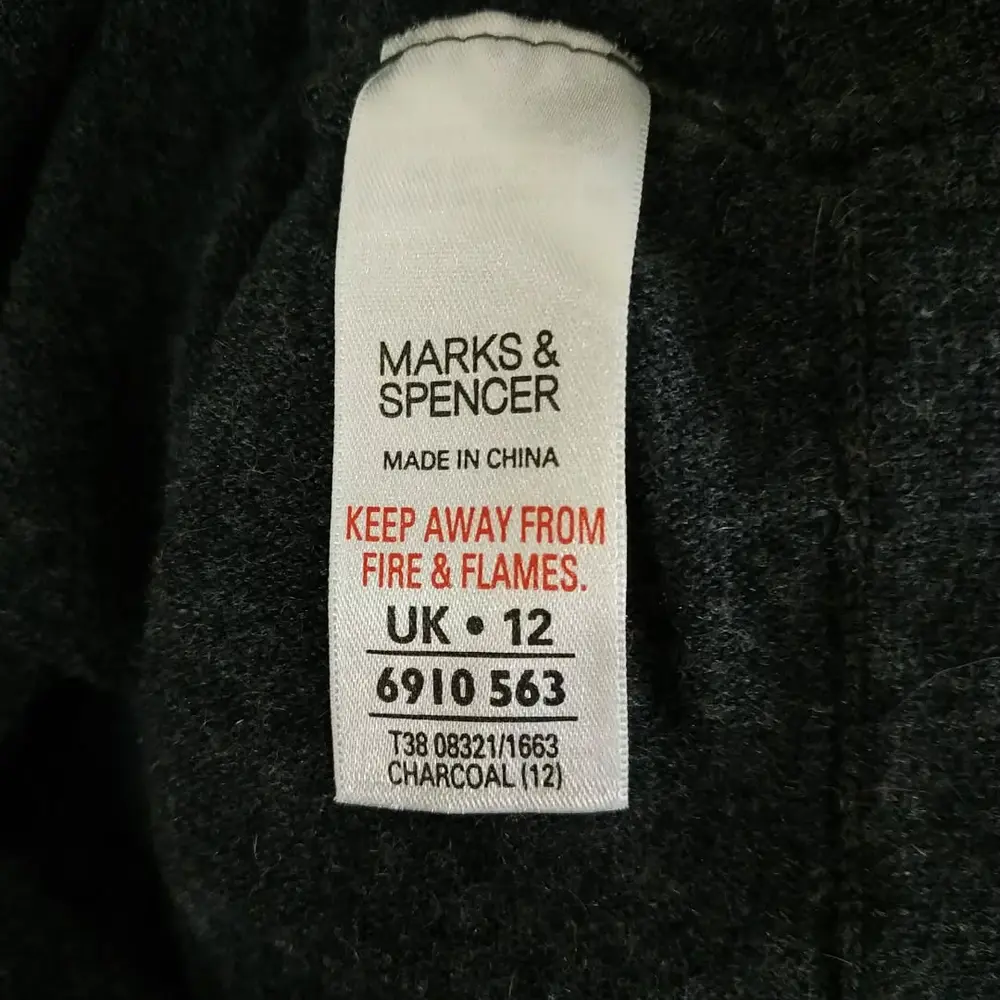 MARKS &
SPENCER
MADE IN CHINA
KEEP AWAY FROM
FIRE & FLAMES.
UK • 12
6910 563
T38 08321/1663
CHARCOAL (12)